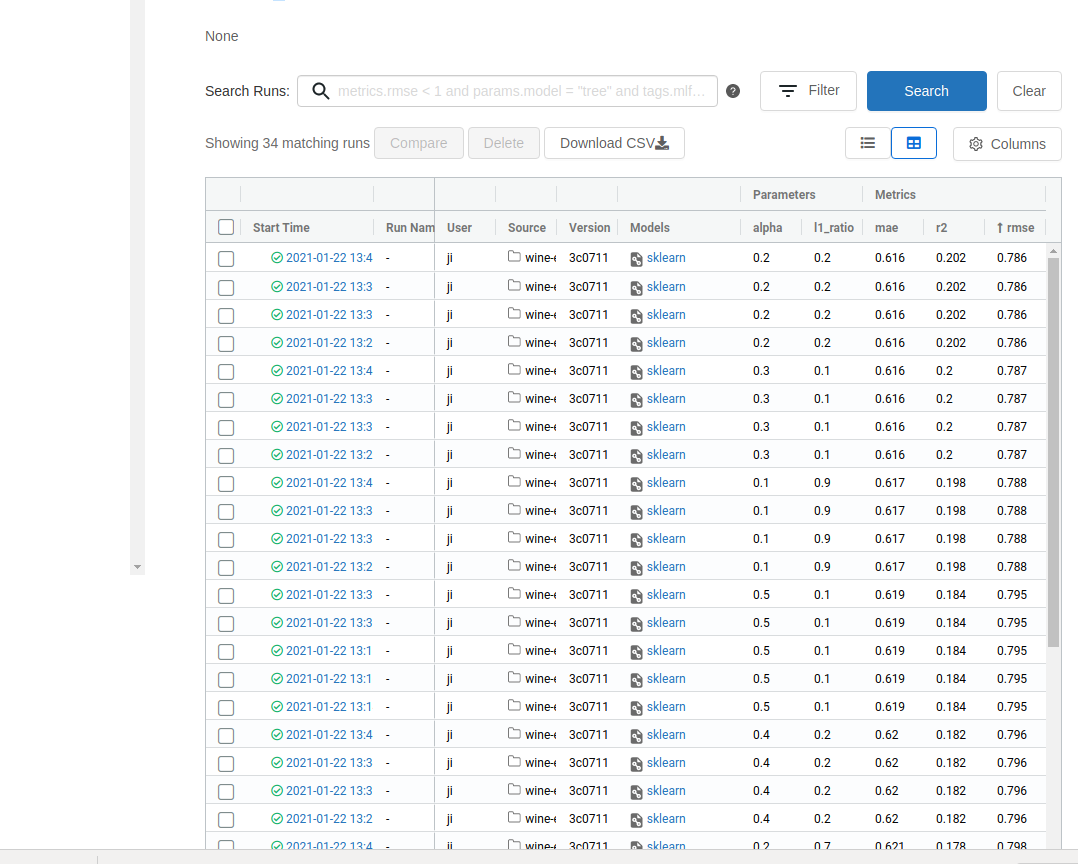 None
Search Runs: metrics.rmse < 1 and params.model = "tree" and tags.mlf... ? Filter Search Clear
Showing 34 matching runs Compare Delete Download CSV Columns
Parameters Metrics
Start Time Run Nam User Source Version Models alpha l1_ratio mae r2 ↑ rmse
2021-01-22 13:4 - ji wine-e 3c0711 sklearn 0.2 0.2 0.616 0.202 0.786
2021-01-22 13:3 - ji wine-e 3c0711 sklearn 0.2 0.2 0.616 0.202 0.786
2021-01-22 13:3 - ji wine-e 3c0711 sklearn 0.2 0.2 0.616 0.202 0.786
2021-01-22 13:2 - ji wine-e 3c0711 sklearn 0.2 0.2 0.616 0.202 0.786
2021-01-22 13:4 - ji wine-e 3c0711 sklearn 0.3 0.1 0.616 0.2 0.787
2021-01-22 13:3 - ji wine-e 3c0711 sklearn 0.3 0.1 0.616 0.2 0.787
2021-01-22 13:3 - ji wine-e 3c0711 sklearn 0.3 0.1 0.616 0.2 0.787
2021-01-22 13:2 - ji wine-e 3c0711 sklearn 0.3 0.1 0.616 0.2 0.787
2021-01-22 13:4 - ji wine-e 3c0711 sklearn 0.1 0.9 0.617 0.198 0.788
2021-01-22 13:3 - ji wine-e 3c0711 sklearn 0.1 0.9 0.617 0.198 0.788
2021-01-22 13:3 - ji wine-e 3c0711 sklearn 0.1 0.9 0.617 0.198 0.788
2021-01-22 13:2 - ji wine-e 3c0711 sklearn 0.1 0.9 0.617 0.198 0.788
2021-01-22 13:3 - ji wine-e 3c0711 sklearn 0.5 0.1 0.619 0.184 0.795
2021-01-22 13:3 - ji wine-e 3c0711 sklearn 0.5 0.1 0.619 0.184 0.795
2021-01-22 13:1 - ji wine-e 3c0711 sklearn 0.5 0.1 0.619 0.184 0.795
2021-01-22 13:1 - ji wine-e 3c0711 sklearn 0.5 0.1 0.619 0.184 0.795
2021-01-22 13:1 - ji wine-e 3c0711 sklearn 0.5 0.1 0.619 0.184 0.795
2021-01-22 13:4 - ji wine-e 3c0711 sklearn 0.4 0.2 0.62 0.182 0.796
2021-01-22 13:3 - ji wine-e 3c0711 sklearn 0.4 0.2 0.62 0.182 0.796
2021-01-22 13:3 - ji wine-e 3c0711 sklearn 0.4 0.2 0.62 0.182 0.796
2021-01-22 13:2 - ji wine-e 3c0711 sklearn 0.4 0.2 0.62 0.182 0.796
2021-01-22 13:4 - ji wine-e 3c0711 sklearn 0.2 0.7 0.621 0.178 0.798